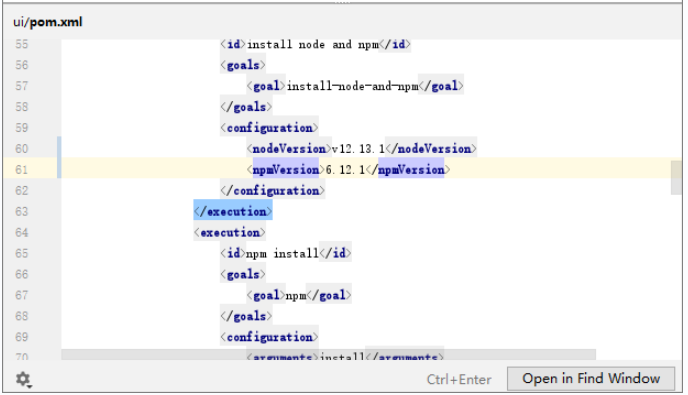 ui/pom.xml
55 <id>install node and npm</id>
56 <goals>
57 <goal>install-node-and-npm</goal>
58 </goals>
59 <configuration>
60 <nodeVersion>v12.13.1</nodeVersion>
61 <npmVersion>6.12.1</npmVersion>
62 </configuration>
63 </execution>
64 <execution>
65 <id>npm install</id>
66 <goals>
67 <goal>npm</goal>
68 </goals>
69 <configuration>
70 <arguments>install</arguments>
Ctrl+Enter Open in Find Window